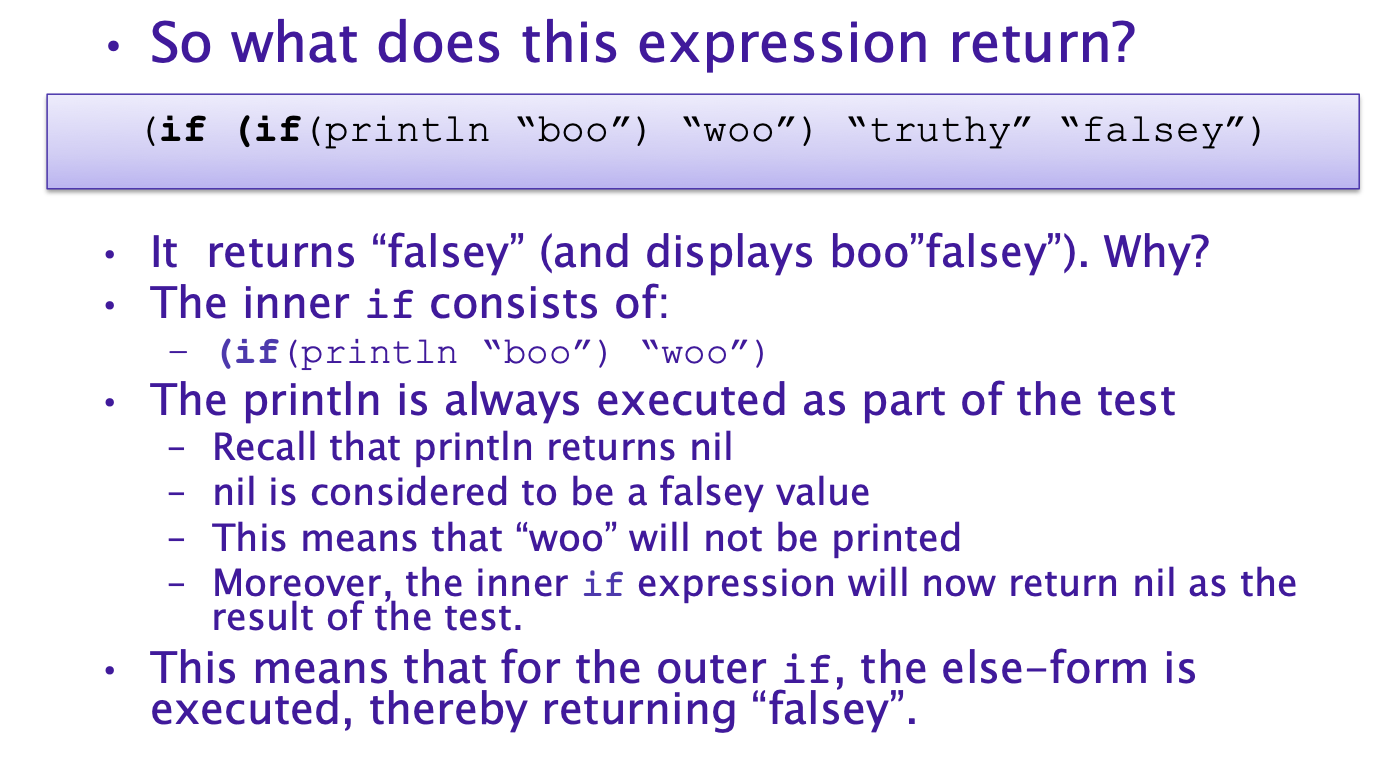 • So what does this expression return?
(if (if(println “boo”) “woo”) “truthy” “falsey”)
• It  returns “falsey” (and displays boo”falsey”). Why?
• The inner if consists of:
– (if(println “boo”) “woo”)
• The println is always executed as part of the test
– Recall that println returns nil
– nil is considered to be a falsey value
– This means that “woo” will not be printed
– Moreover, the inner if expression will now return nil as the
result of the test.
• This means that for the outer if, the else-form is
executed, thereby returning “falsey”.